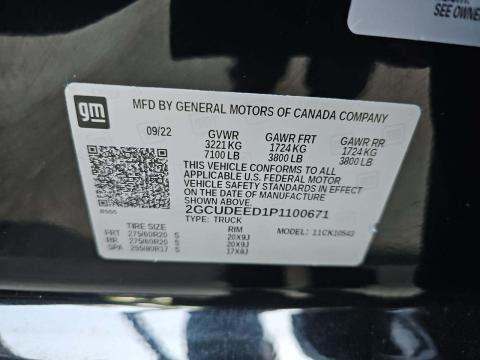 SEE OWNER
gm
MFD BY GENERAL MOTORS OF CANADA COMPANY
09/22 GVWR GAWR FRT GAWR RR
3221 KG 1724 KG 1724 KG
7100 LB 3800 LB 3800 LB
THIS VEHICLE CONFORMS TO ALL
APPLICABLE U.S. FEDERAL MOTOR
VEHICLE SAFETY STANDARDS IN EFFECT
ON THE DATE OF MANUFACTURE SHOWN ABOVE
2GCUDEED1P1100671
TYPE: TRUCK MODEL: 11CK10543
TIRE SIZE RIM
FRT 275/60R20 S 20X9J
RR 275/60R20 S 20X9J
SPA 255/80R17 S 17X8J